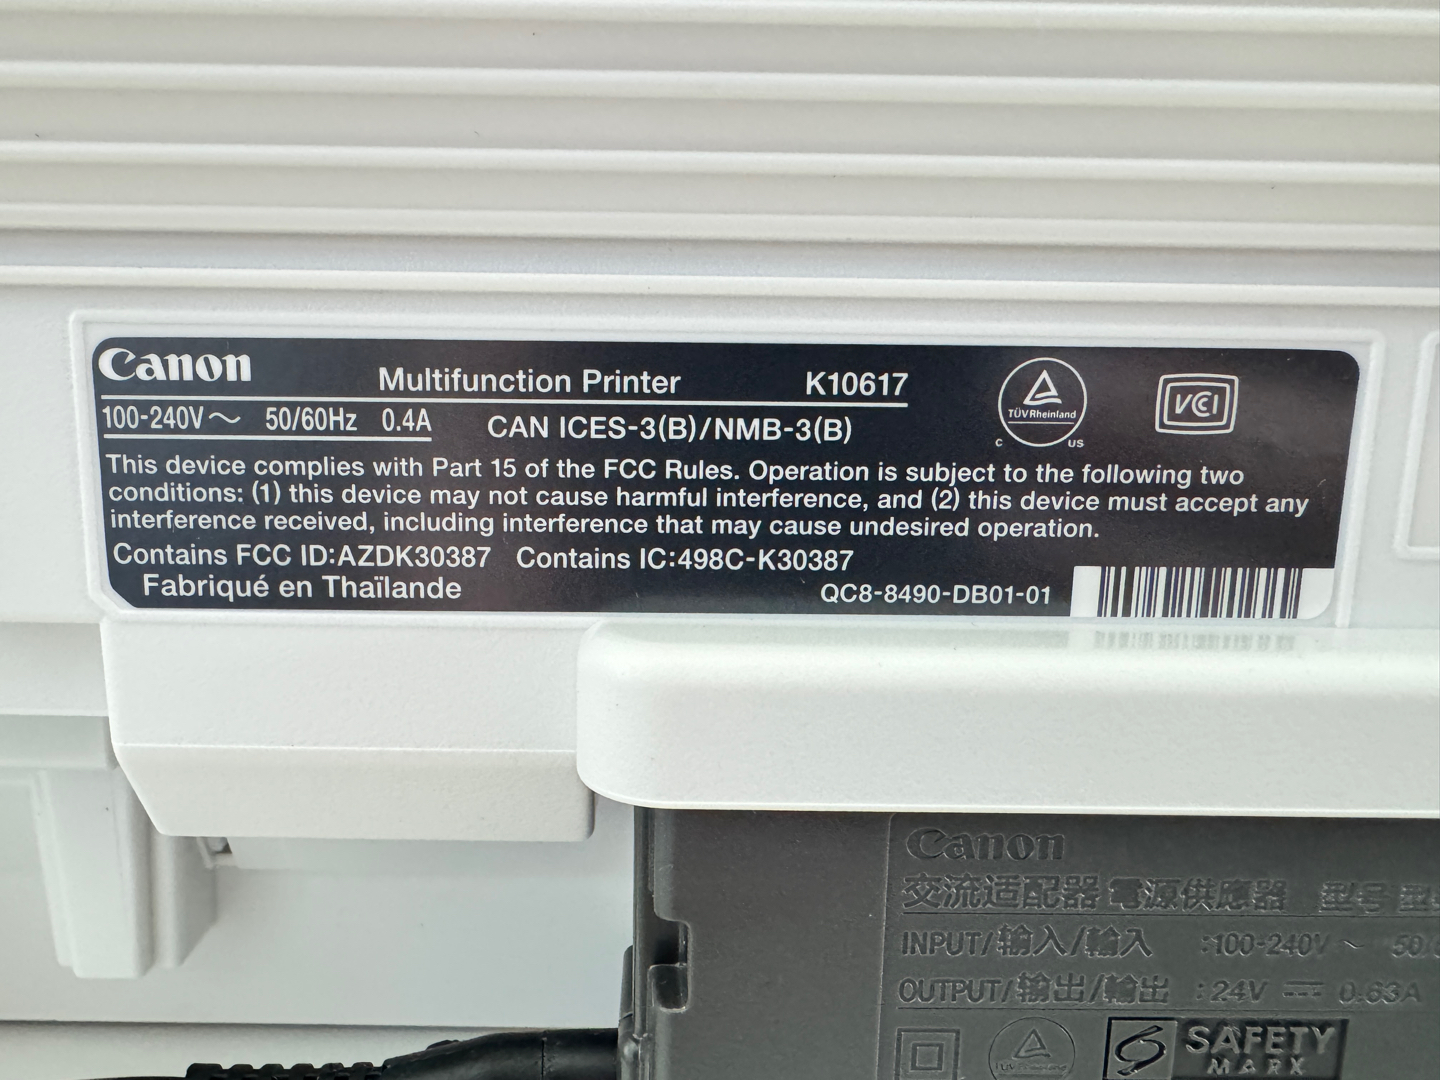 Canon Multifunction Printer K10617
100-240V～ 50/60Hz 0.4A CAN ICES-3(B)/NMB-3(B)
TÜVRheinland
C US
VCI
This device complies with Part 15 of the FCC Rules. Operation is subject to the following two
conditions: (1) this device may not cause harmful interference, and (2) this device must accept any
interference received, including interference that may cause undesired operation.
Contains FCC ID:AZDK30387 Contains IC:498C-K30387
Fabriqué en Thaïlande QC8-8490-DB01-01
Canon
交流适配器 電源供應器 型号
INPUT/输入/輸入 :100-240V ~ 50/
OUTPUT/输出/輸出 :24V ⎓ 0.63A
TÜVRheinland
SAFETY
MARK